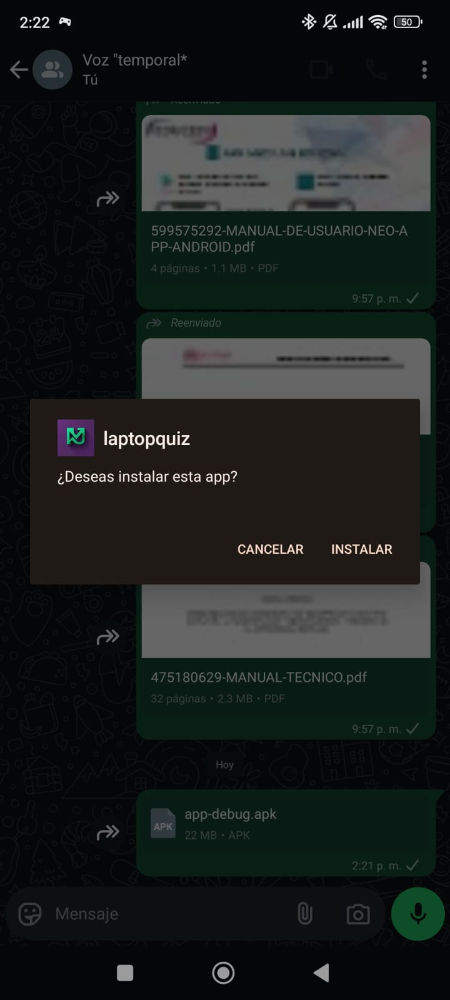 2:22
50
Voz "temporal*
Tú
Reenviado
599575292-MANUAL-DE-USUARIO-NEO-A
PP-ANDROID.pdf
4 páginas • 1.1 MB • PDF
9:57 p. m.
Reenviado
laptopquiz
¿Deseas instalar esta app?
CANCELAR INSTALAR
475180629-MANUAL-TECNICO.pdf
32 páginas • 2.3 MB • PDF
9:57 p. m.
Hoy
APK
app-debug.apk
22 MB • APK
2:21 p. m.
Mensaje